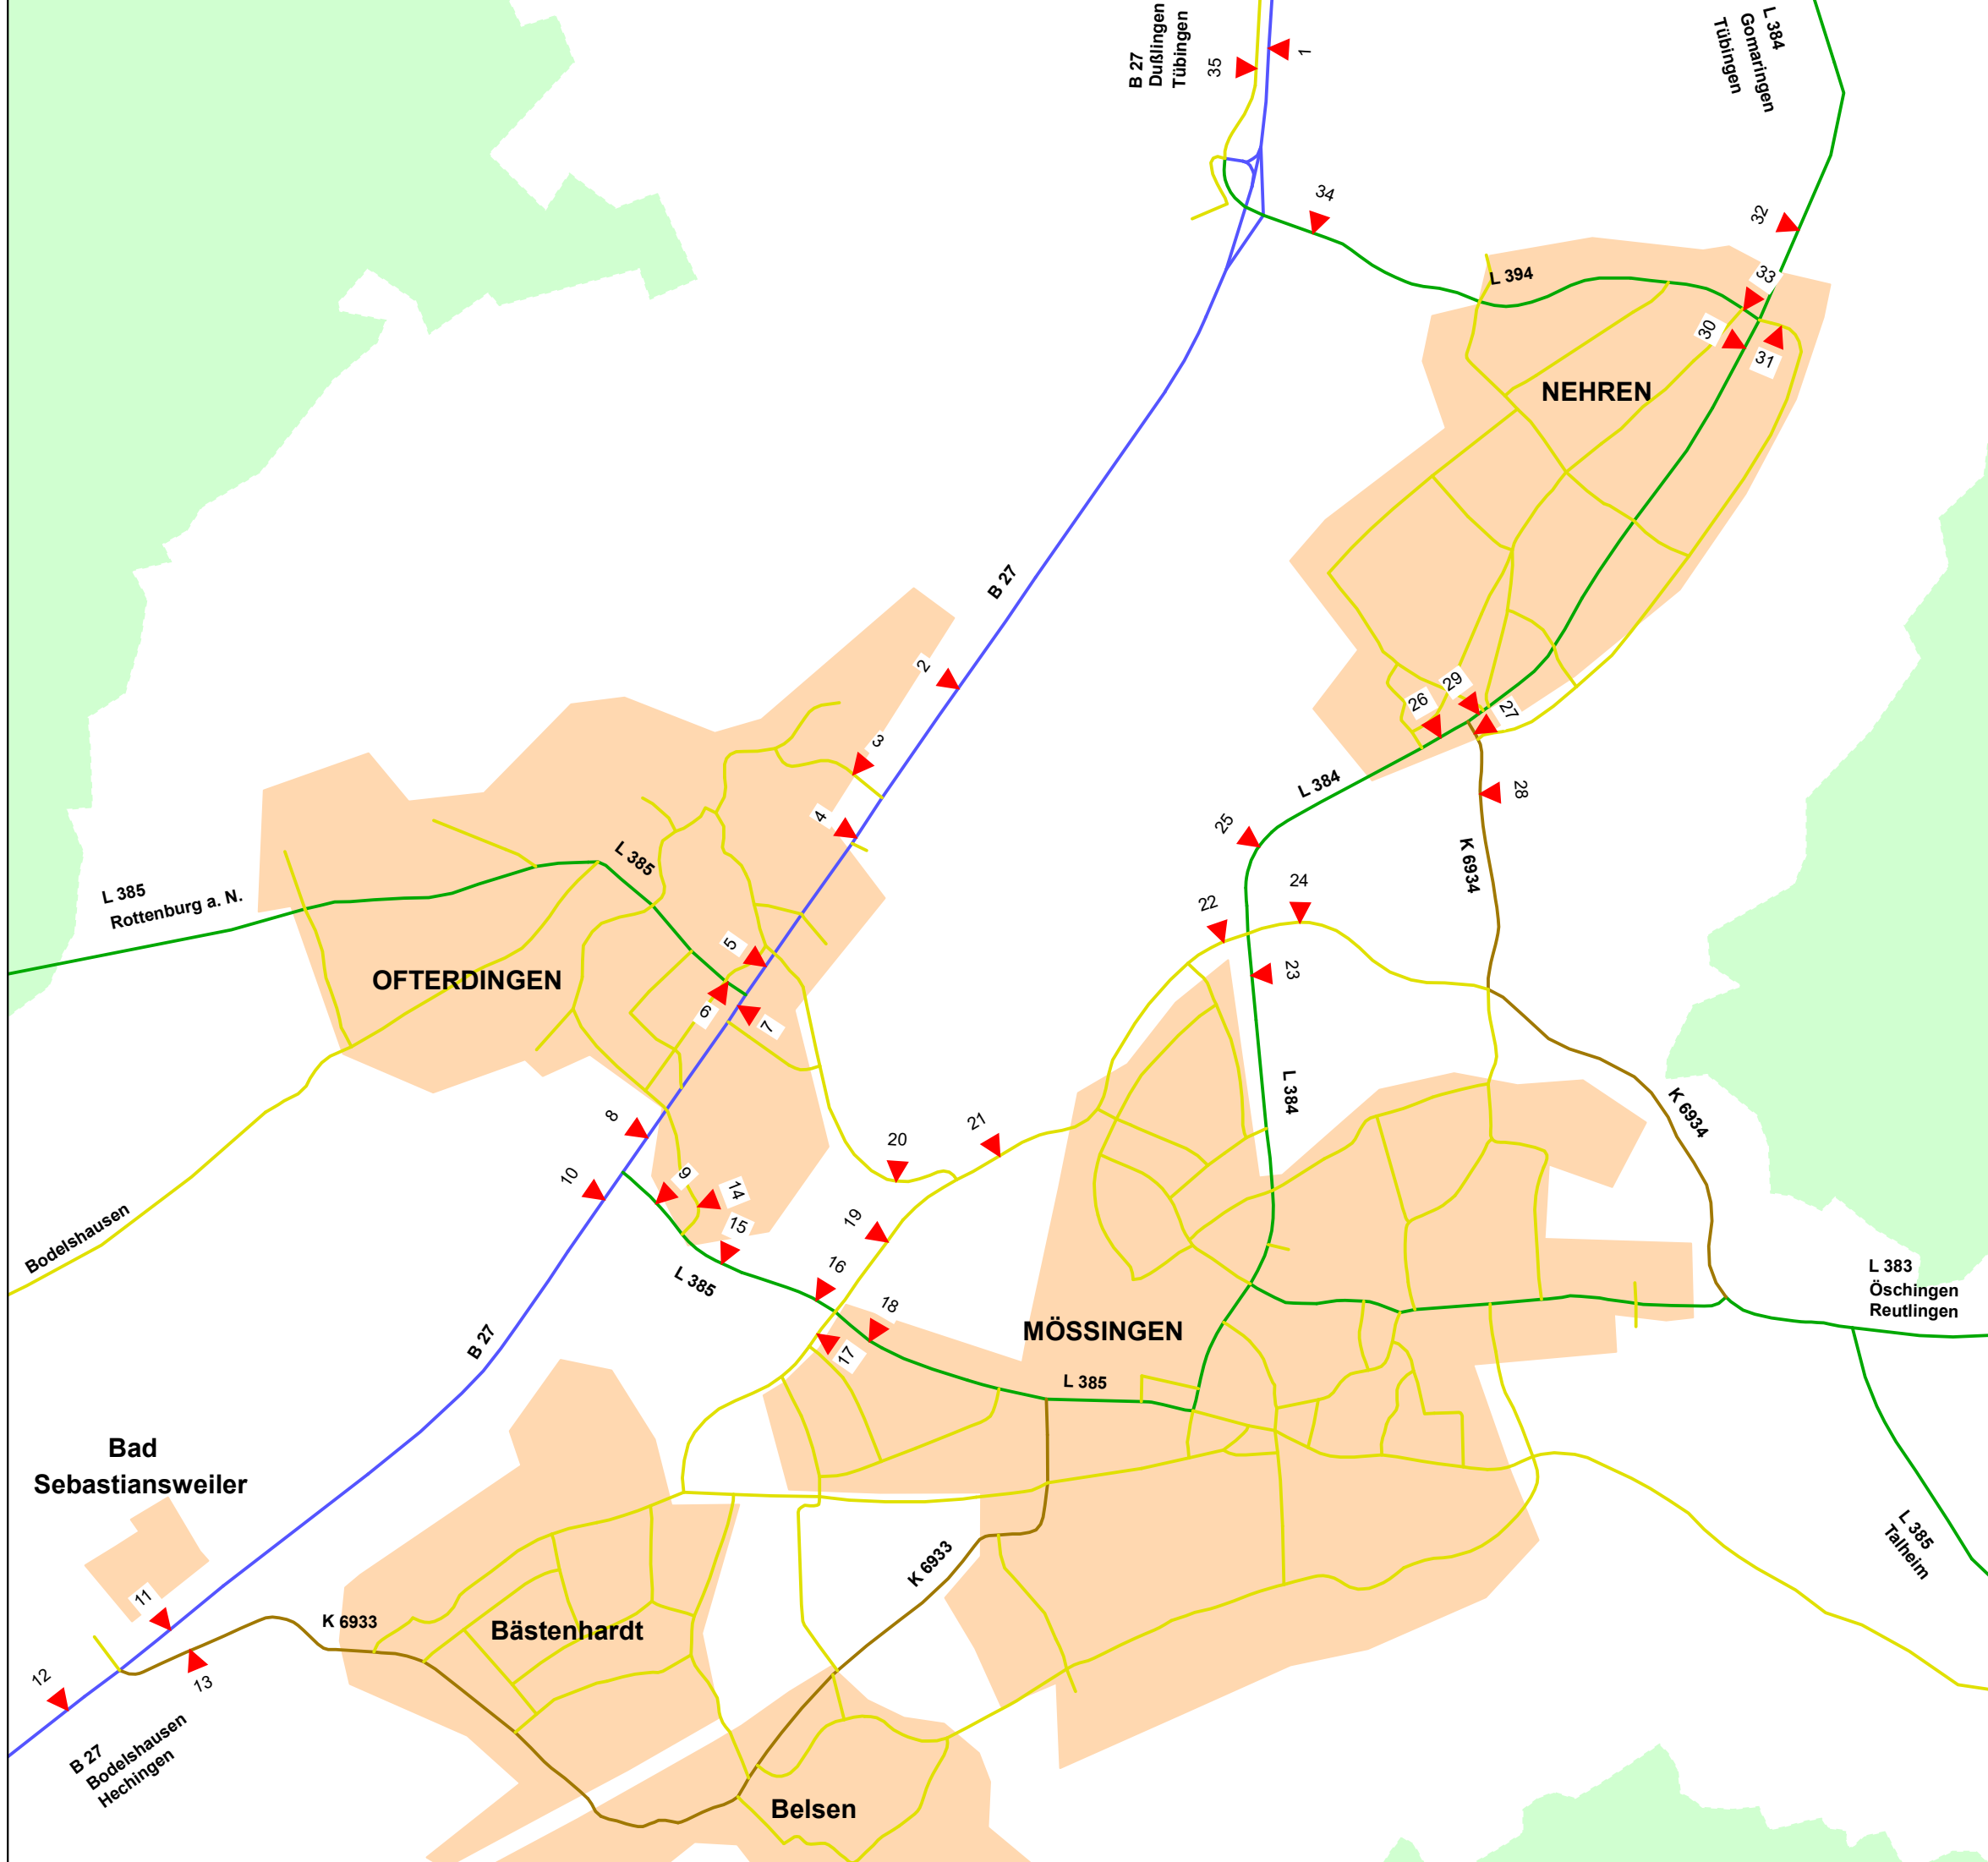 B 27
Dußlingen
Tübingen
35
1
L 384
Gomaringen
Tübingen
34
32
L 394
33
30
31
NEHREN
B 27
2
3
4
29
26
27
L 384
28
25
K 6934
L 385
L 385
Rottenburg a. N.
24
22
23
5
OFTERDINGEN
6
7
L 384
K 6934
8
21
20
10
9
14
15
19
Bodelshausen
L 385
16
18
17
L 383
Öschingen
Reutlingen
MÖSSINGEN
B 27
L 385
Bad
Sebastiansweiler
L 385
Talheim
K 6933
11
K 6933
Bästenhardt
12
13
B 27
Bodelshausen
Hechingen
Belsen